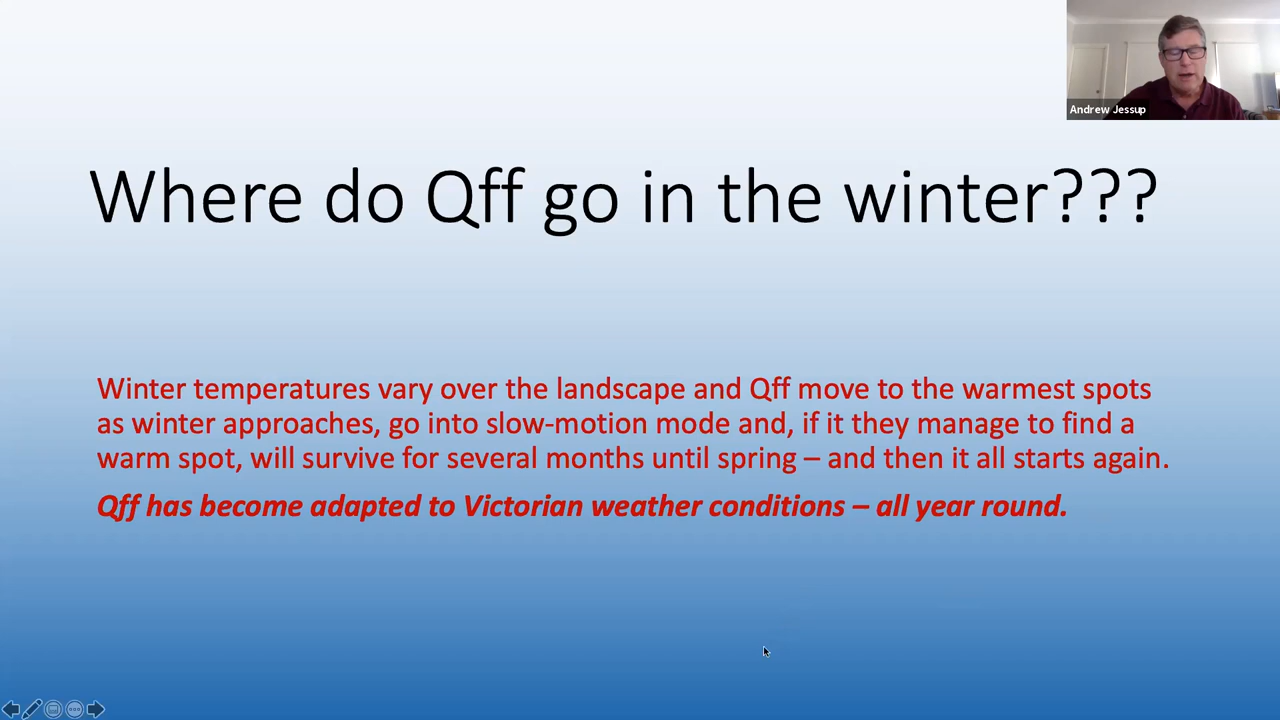 Andrew Jessup
Where do Qff go in the winter???
Winter temperatures vary over the landscape and Qff move to the warmest spots
as winter approaches, go into slow-motion mode and, if it they manage to find a
warm spot, will survive for several months until spring – and then it all starts again.
Qff has become adapted to Victorian weather conditions – all year round.